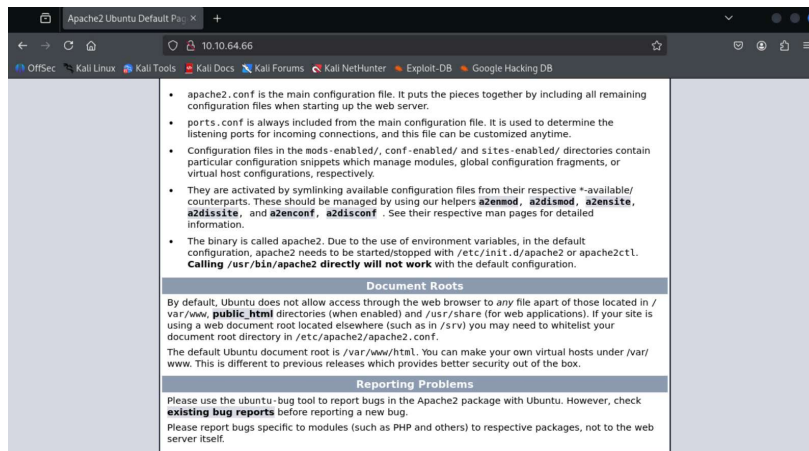 Apache2 Ubuntu Default Pag
10.10.64.66
OffSec Kali Linux Kali Tools Kali Docs Kali Forums Kali NetHunter Exploit-DB Google Hacking DB
• apache2.conf is the main configuration file. It puts the pieces together by including all remaining
configuration files when starting up the web server.
• ports.conf is always included from the main configuration file. It is used to determine the
listening ports for incoming connections, and this file can be customized anytime.
• Configuration files in the mods-enabled/, conf-enabled/ and sites-enabled/ directories contain
particular configuration snippets which manage modules, global configuration fragments, or
virtual host configurations, respectively.
• They are activated by symlinking available configuration files from their respective *-available/
counterparts. These should be managed by using our helpers a2enmod, a2dismod, a2ensite,
a2dissite, and a2enconf, a2disconf . See their respective man pages for detailed
information.
• The binary is called apache2. Due to the use of environment variables, in the default
configuration, apache2 needs to be started/stopped with /etc/init.d/apache2 or apache2ctl.
Calling /usr/bin/apache2 directly will not work with the default configuration.
Document Roots
By default, Ubuntu does not allow access through the web browser to any file apart of those located in /
var/www, public_html directories (when enabled) and /usr/share (for web applications). If your site is
using a web document root located elsewhere (such as in /srv) you may need to whitelist your
document root directory in /etc/apache2/apache2.conf.
The default Ubuntu document root is /var/www/html. You can make your own virtual hosts under /var/
www. This is different to previous releases which provides better security out of the box.
Reporting Problems
Please use the ubuntu-bug tool to report bugs in the Apache2 package with Ubuntu. However, check
existing bug reports before reporting a new bug.
Please report bugs specific to modules (such as PHP and others) to respective packages, not to the web
server itself.